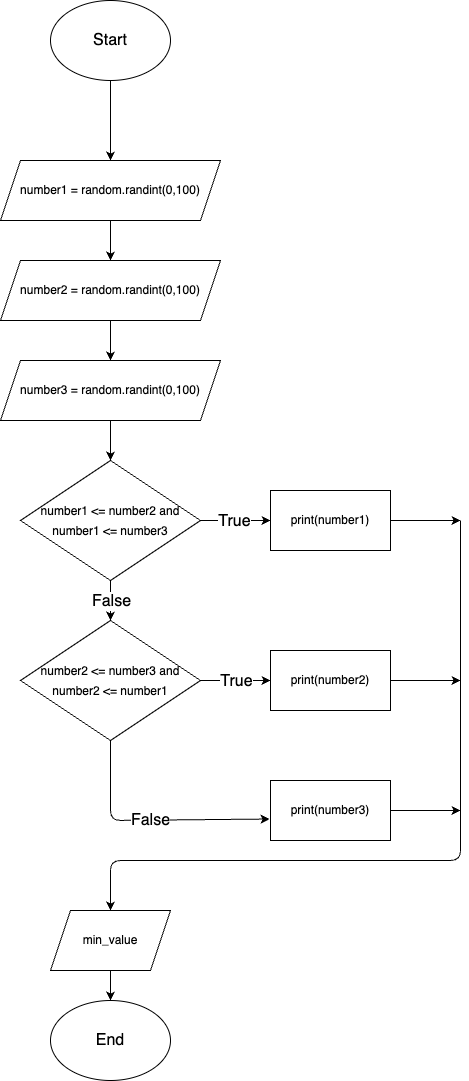 Start
number1 = random.randint(0,100)
number2 = random.randint(0,100)
number3 = random.randint(0,100)
number1 <= number2 and
number1 <= number3
True
print(number1)
False
number2 <= number3 and
number2 <= number1
True
print(number2)
False
print(number3)
min_value
End